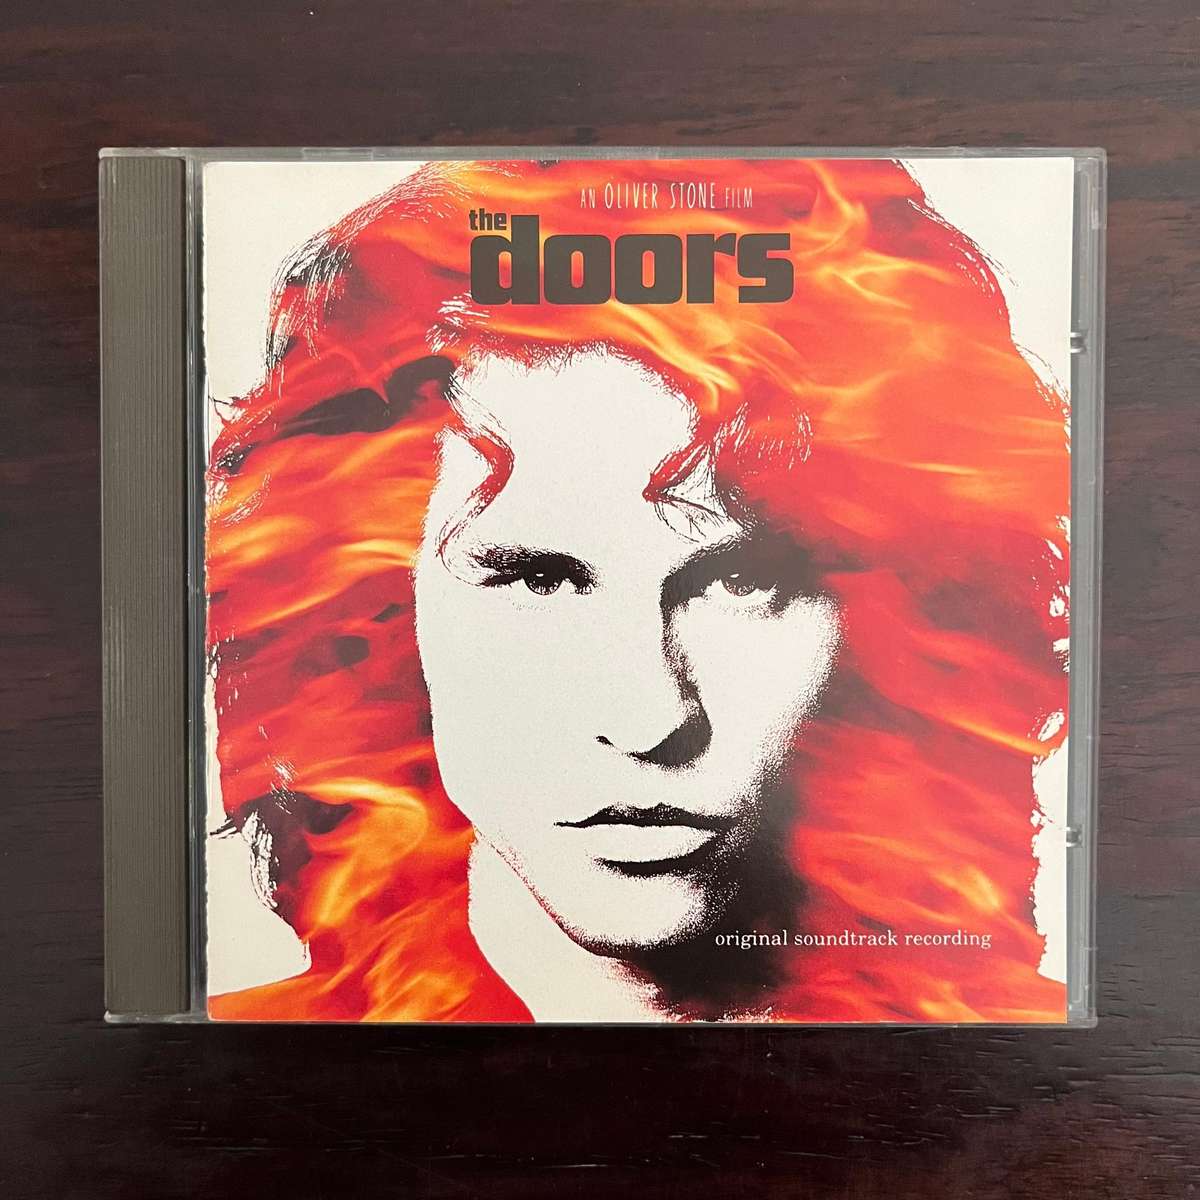 AN OLIVER STONE FILM
the
doors
original soundtrack recording